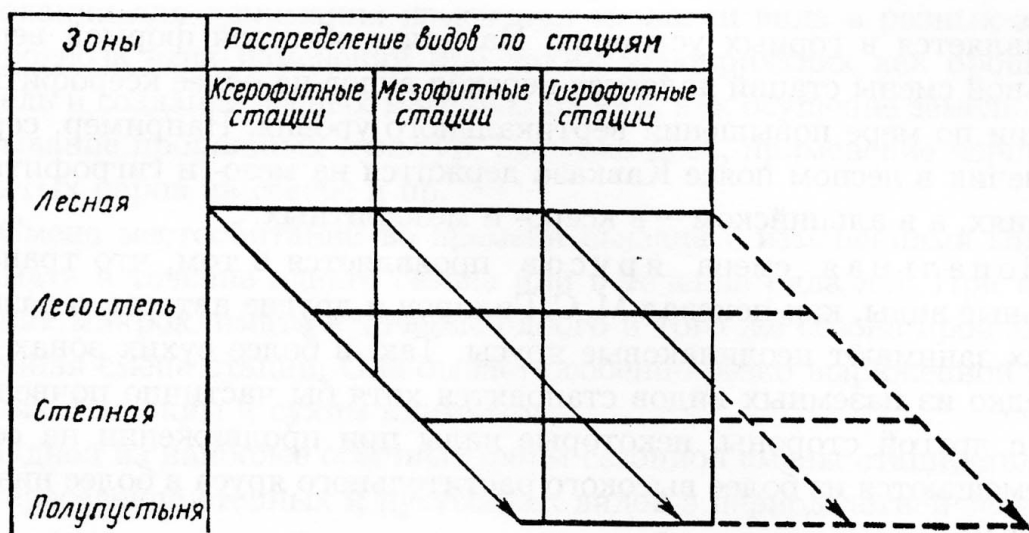 Зоны
Распределение видов по стациям
Ксерофитные стации
Мезофитные стации
Гигрофитные стации
Лесная
Лесостепь
Степная
Полупустыня